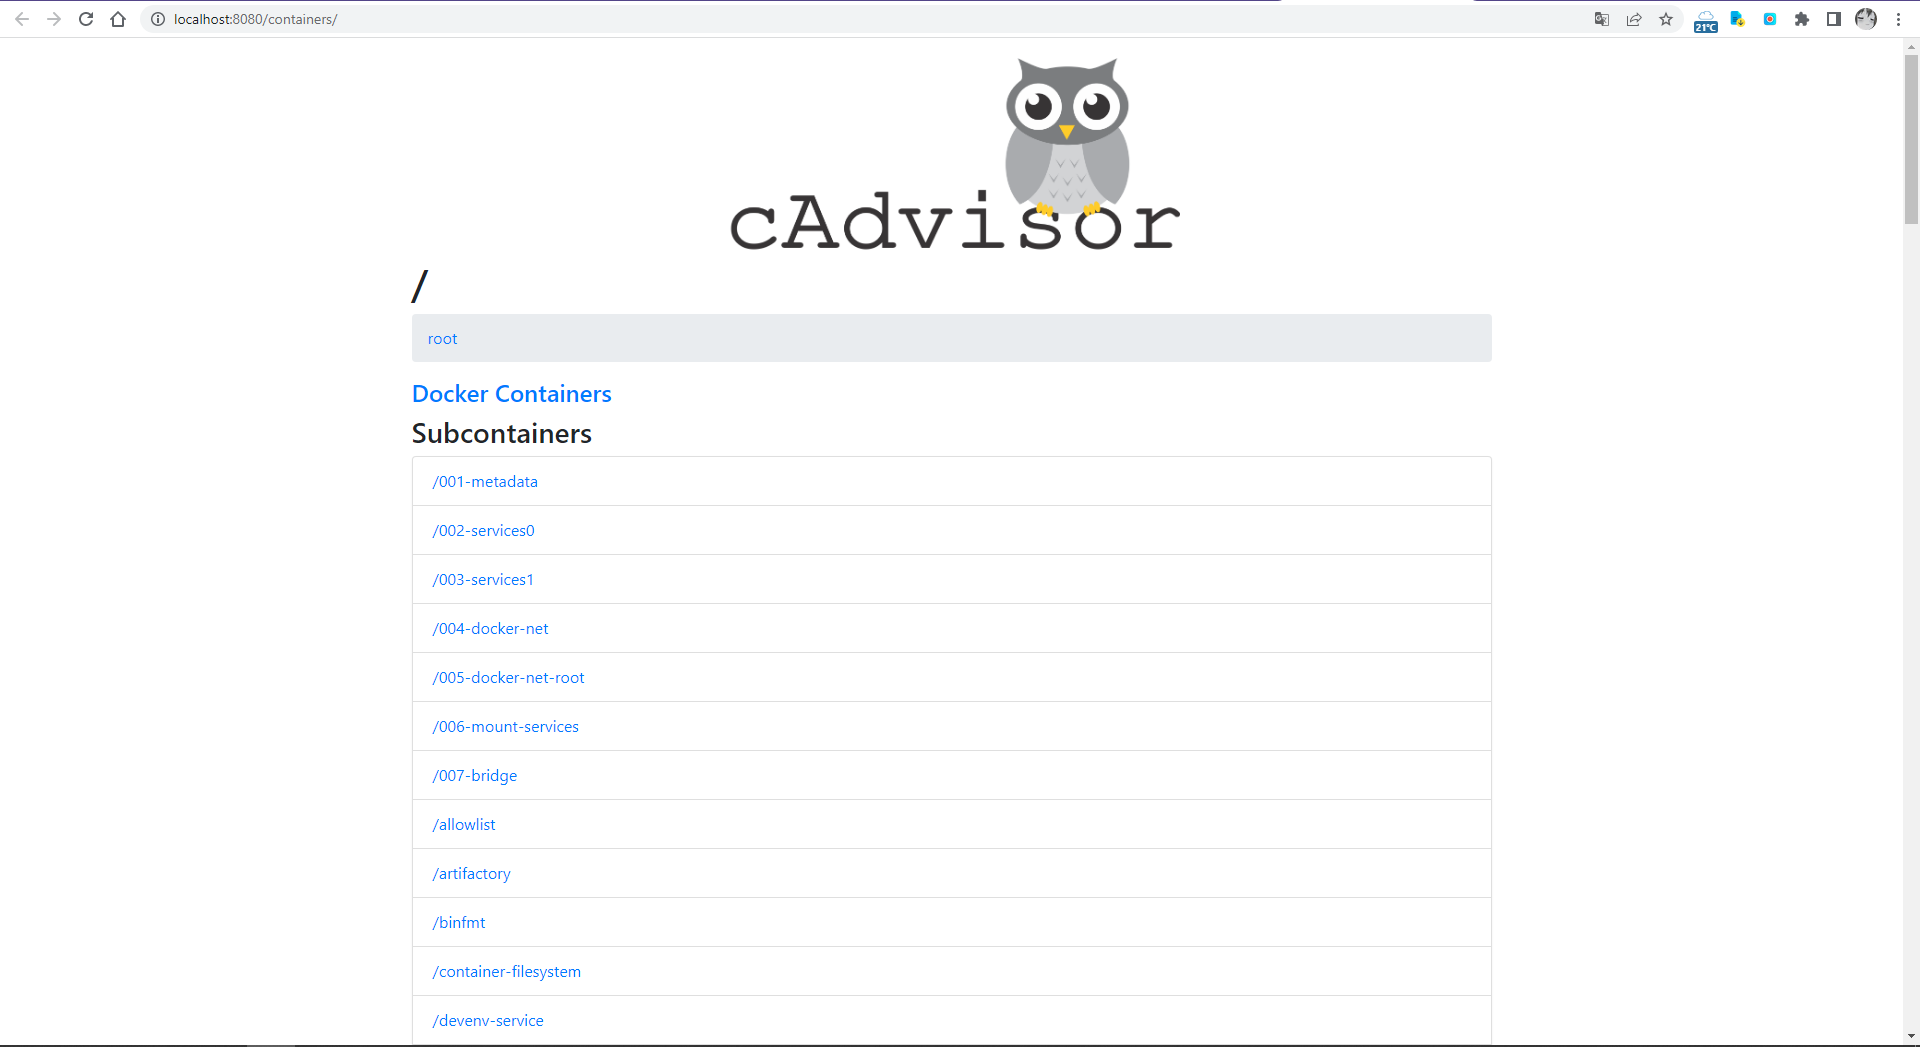 localhost:8080/containers/
21°C
cAdvisor
/
root
Docker Containers
Subcontainers
/001-metadata
/002-services0
/003-services1
/004-docker-net
/005-docker-net-root
/006-mount-services
/007-bridge
/allowlist
/artifactory
/binfmt
/container-filesystem
/devenv-service